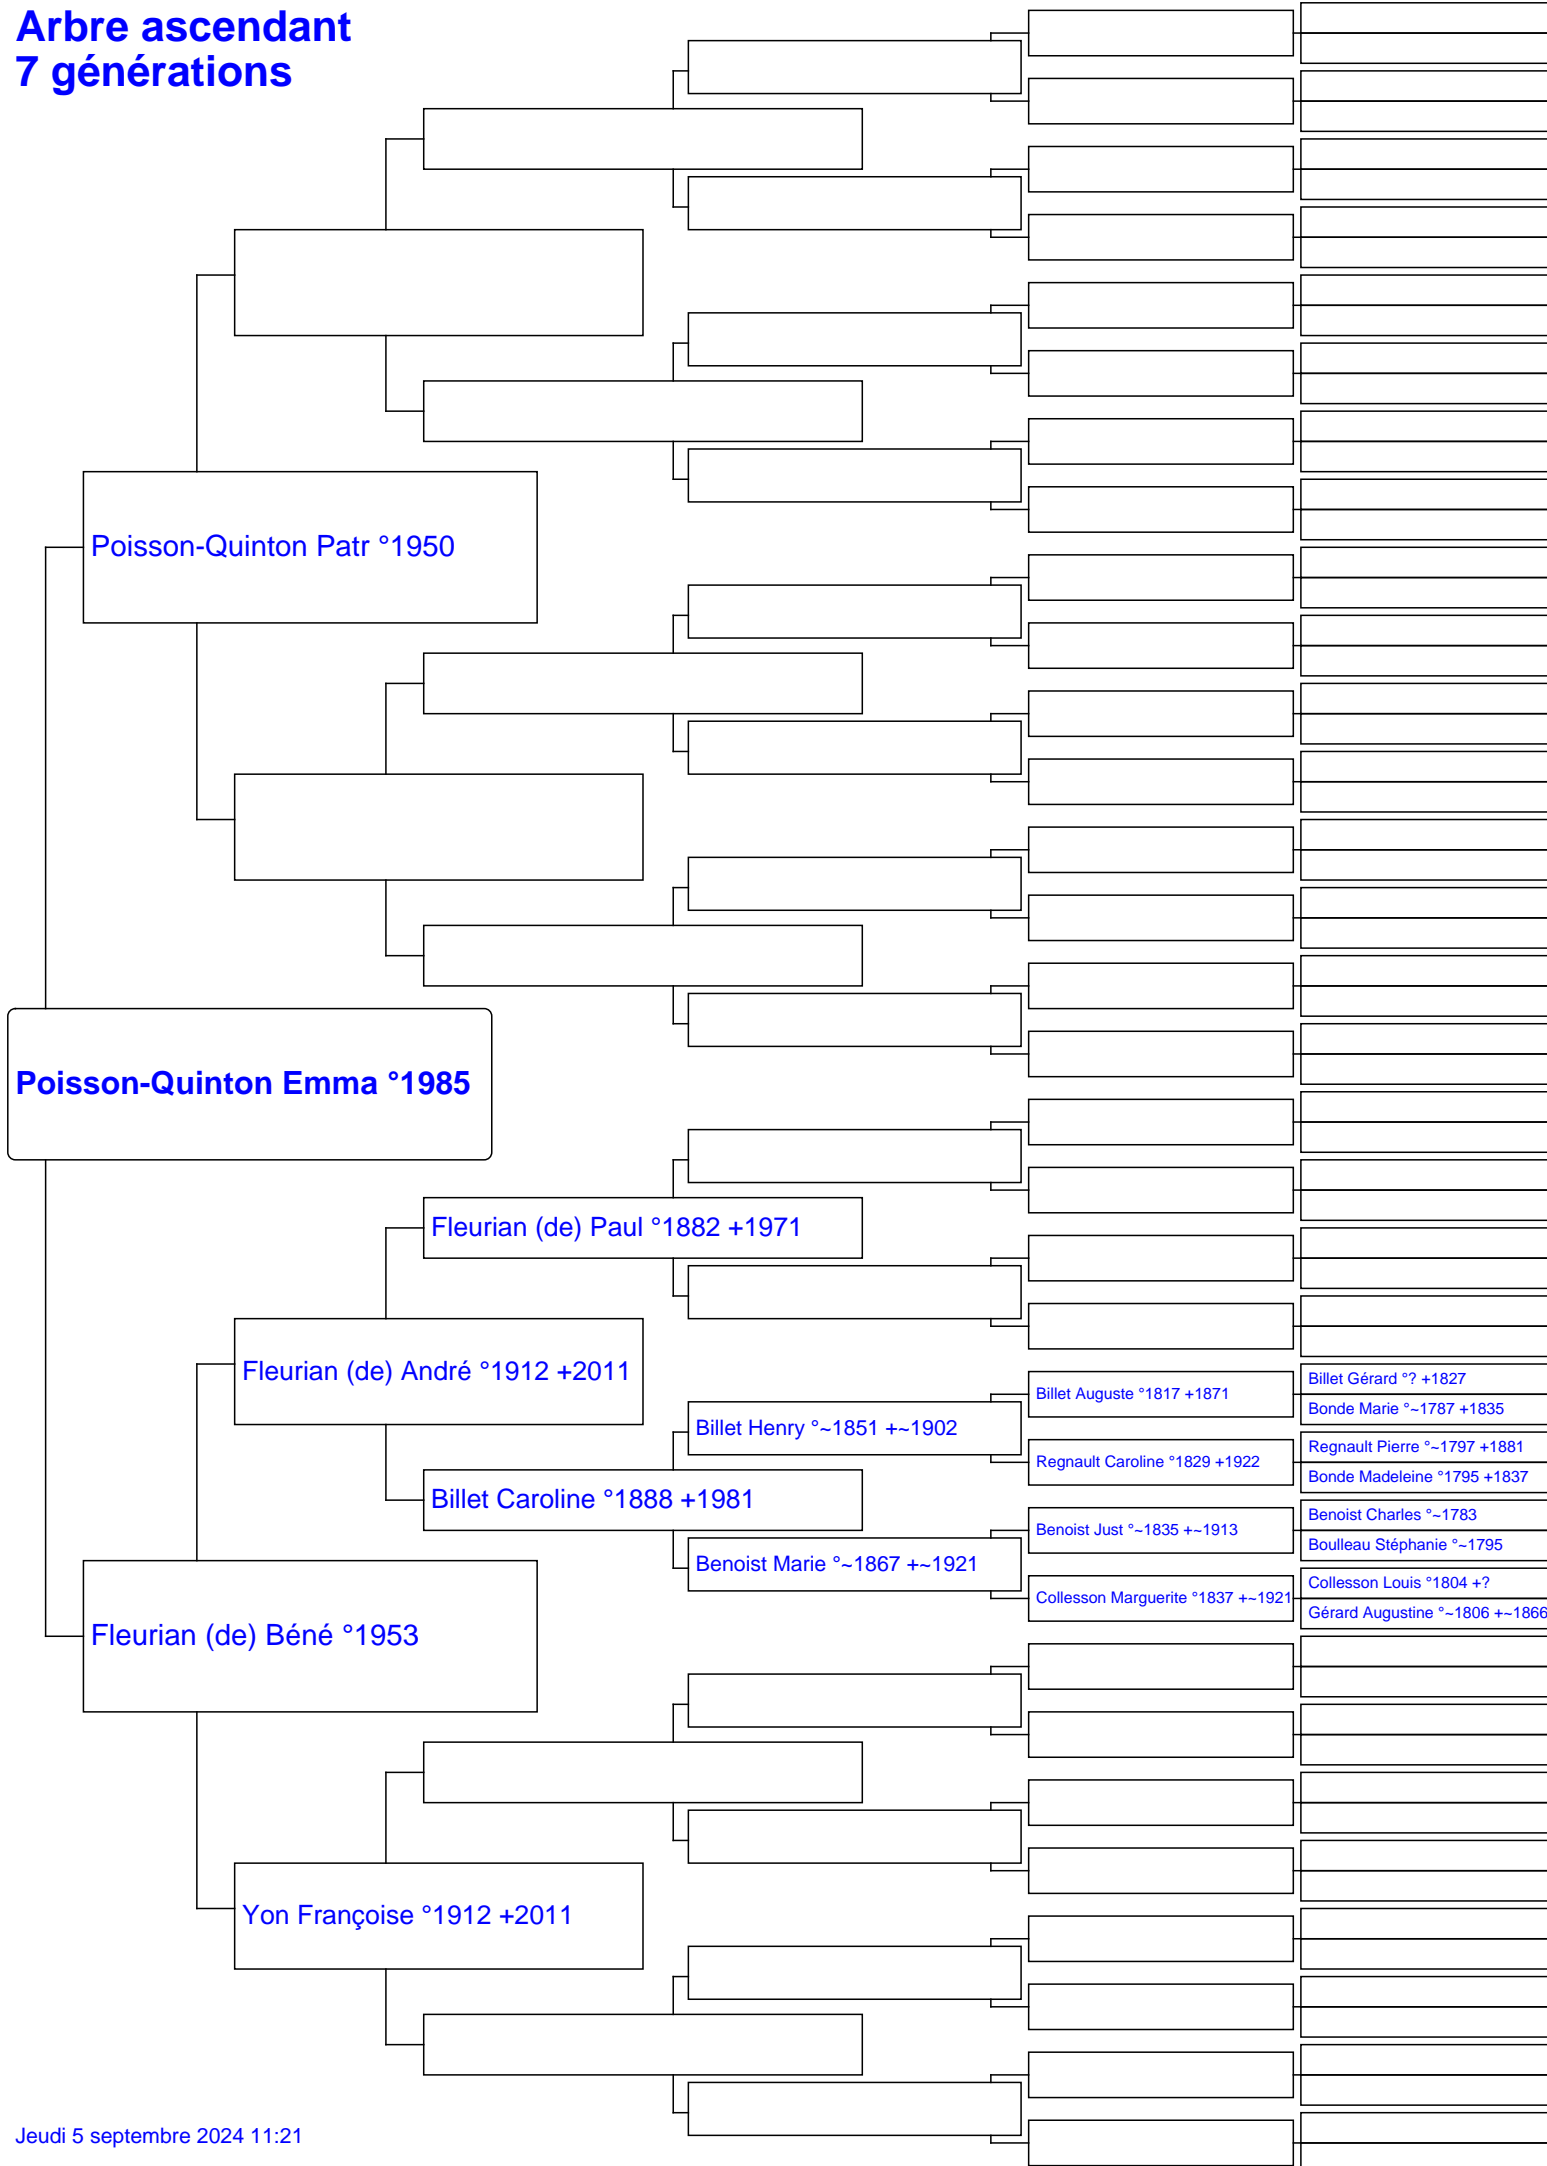 Arbre ascendant
7 générations
Poisson-Quinton Patr °1950
Poisson-Quinton Emma °1985
Fleurian (de) Paul °1882 +1971
Fleurian (de) André °1912 +2011
Billet Auguste °1817 +1871
Billet Gérard °? +1827
Bonde Marie °~1787 +1835
Billet Henry °~1851 +~1902
Regnault Caroline °1829 +1922
Regnault Pierre °~1797 +1881
Bonde Madeleine °1795 +1837
Billet Caroline °1888 +1981
Benoist Just °~1835 +~1913
Benoist Charles °~1783
Boulleau Stéphanie °~1795
Benoist Marie °~1867 +~1921
Collesson Marguerite °1837 +~1921
Collesson Louis °1804 +?
Gérard Augustine °~1806 +~1866
Fleurian (de) Béné °1953
Yon Françoise °1912 +2011
Jeudi 5 septembre 2024 11:21